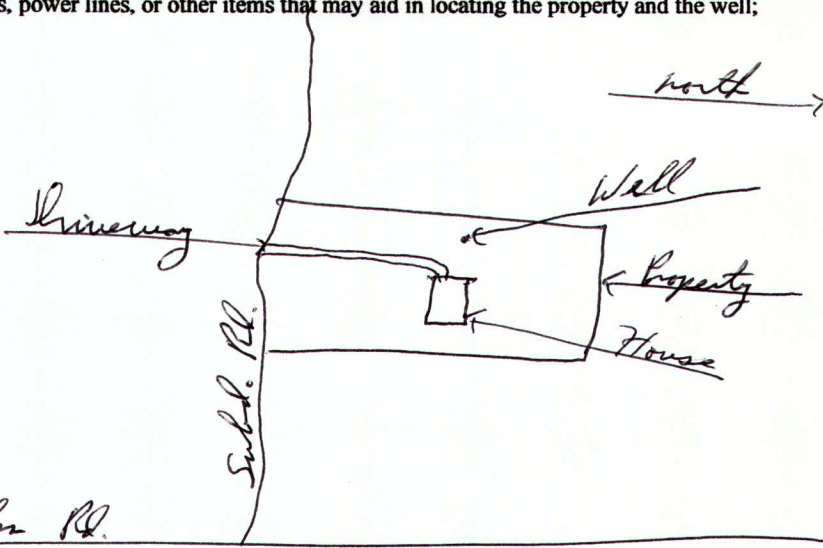 s, power lines, or other items that may aid in locating the property and the well;
north
Well
Driveway
Property
House
Subd. Rd.
Rd.